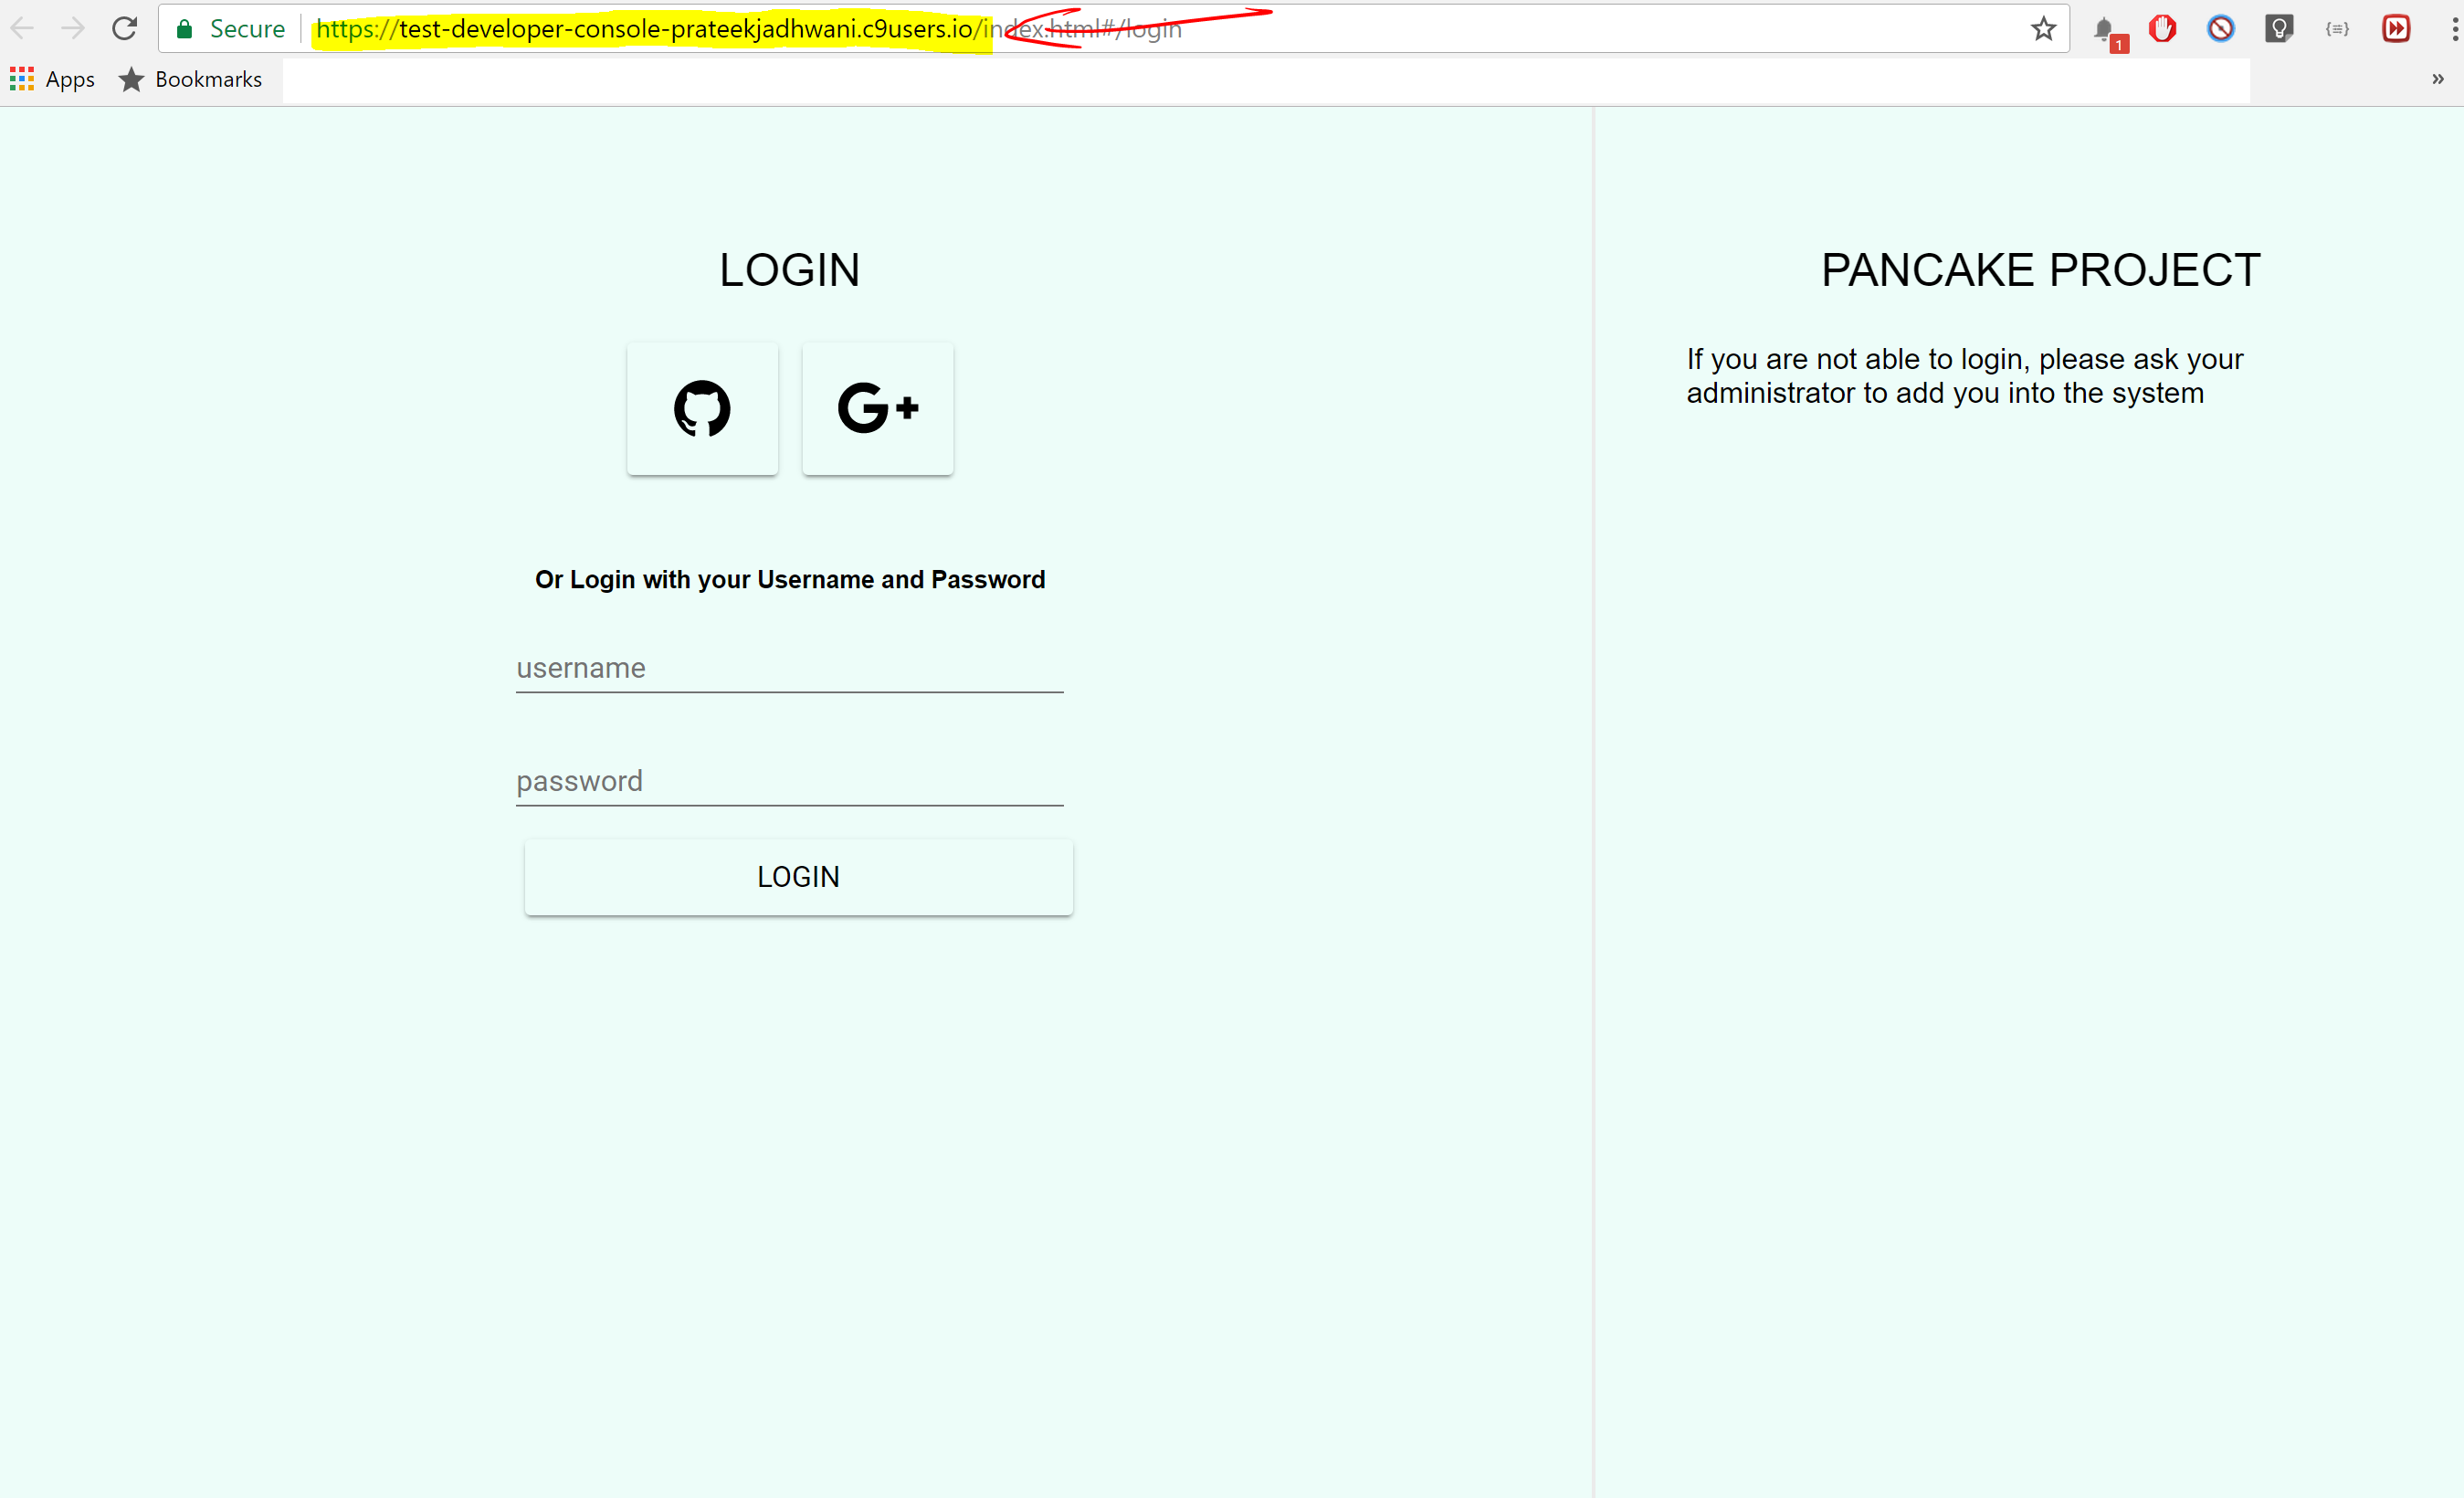 Secure https://test-developer-console-prateekjadhwani.c9users.io/index.html#/login
1
Apps Bookmarks »
LOGIN
G+
Or Login with your Username and Password
username
password
LOGIN
PANCAKE PROJECT
If you are not able to login, please ask your
administrator to add you into the system